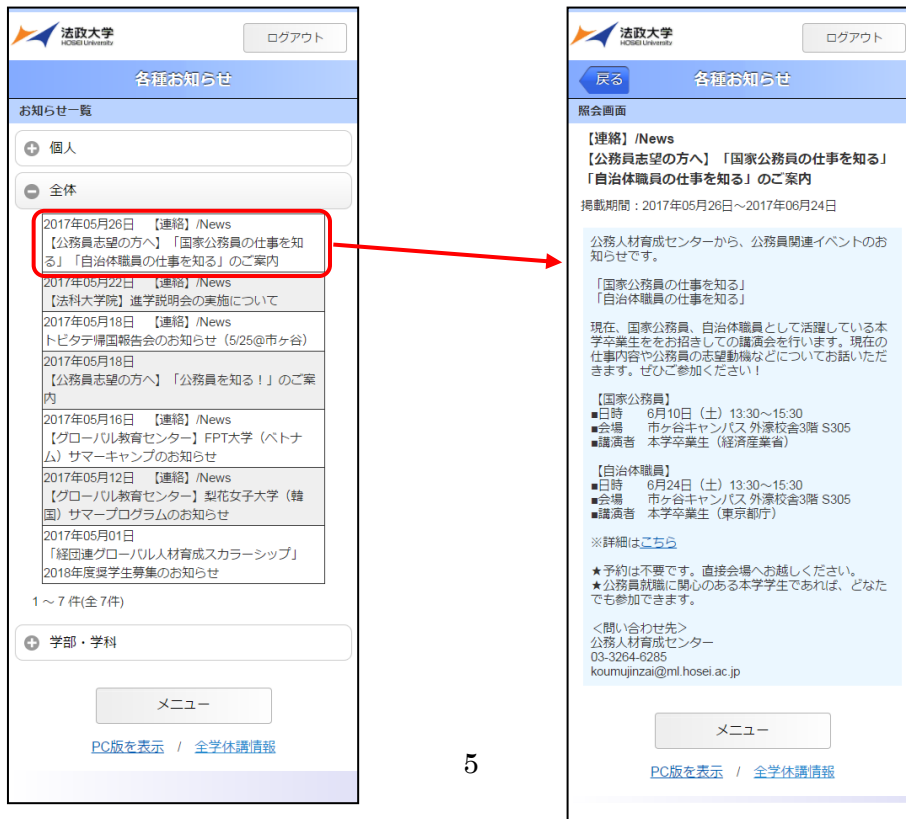 法政大学
HOSEI University
ログアウト
各種お知らせ
お知らせ一覧
個人
全体
2017年05月26日 【連絡】/News
【公務員志望の方へ】「国家公務員の仕事を知
る」「自治体職員の仕事を知る」のご案内
2017年05月22日 【連絡】/News
【法科大学院】進学説明会の実施について
2017年05月18日 【連絡】/News
トビタテ帰国報告会のお知らせ（5/25@市ヶ谷）
2017年05月18日
【公務員志望の方へ】「公務員を知る！」のご案
内
2017年05月16日 【連絡】/News
【グローバル教育センター】FPT大学（ベトナ
ム）サマーキャンプのお知らせ
2017年05月12日 【連絡】/News
【グローバル教育センター】梨花女子大学（韓
国）サマープログラムのお知らせ
2017年05月01日
「経団連グローバル人材育成スカラーシップ」
2018年度奨学生募集のお知らせ
1 ～ 7 件(全 7件)
学部・学科
メニュー
PC版を表示 / 全学休講情報
5
法政大学
HOSEI University
ログアウト
戻る
各種お知らせ
照会画面
【連絡】/News
【公務員志望の方へ】「国家公務員の仕事を知る」
「自治体職員の仕事を知る」のご案内
掲載期間：2017年05月26日～2017年06月24日
公務人材育成センターから、公務員関連イベントのお
知らせです。
「国家公務員の仕事を知る」
「自治体職員の仕事を知る」
現在、国家公務員、自治体職員として活躍している本
学卒業生ををお招きしての講演会を行います。現在の
仕事内容や公務員の志望動機などについてお話いただ
きます。ぜひご参加ください！
【国家公務員】
■日時 6月10日（土）13:30～15:30
■会場 市ヶ谷キャンパス 外濠校舎3階 S305
■講演者 本学卒業生（経済産業省）
【自治体職員】
■日時 6月24日（土）13:30～15:30
■会場 市ヶ谷キャンパス 外濠校舎3階 S305
■講演者 本学卒業生（東京都庁）
※詳細はこちら
★予約は不要です。直接会場へお越しください。
★公務員就職に関心のある本学学生であれば、どなた
でも参加できます。
＜問い合わせ先＞
公務人材育成センター
03-3264-6285
koumujinzai@ml.hosei.ac.jp
メニュー
PC版を表示 / 全学休講情報